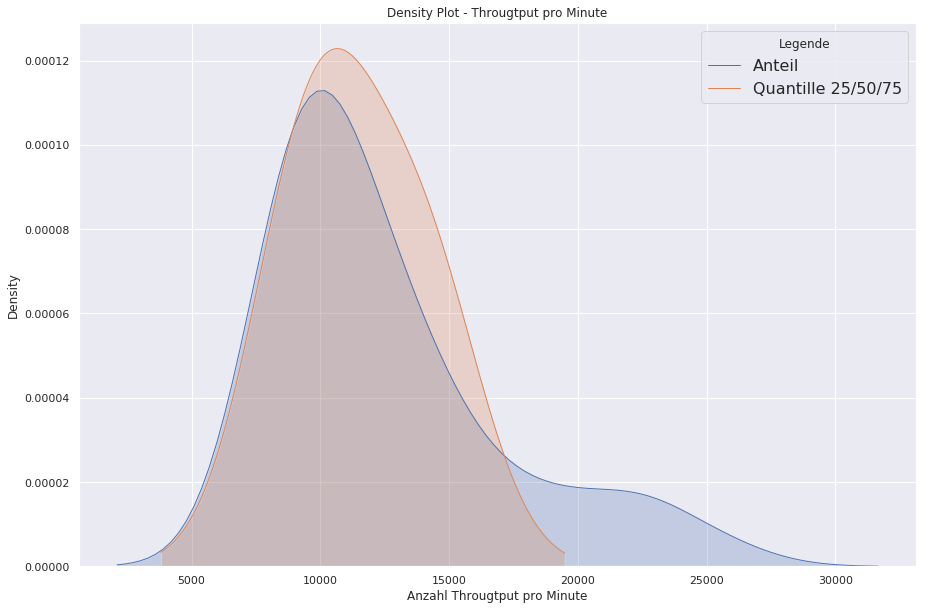 Density Plot - Througtput pro Minute
Legende
Anteil
Quantille 25/50/75
0.00012
0.00010
0.00008
0.00006
0.00004
0.00002
0.00000
Density
5000 10000 15000 20000 25000 30000
Anzahl Througtput pro Minute